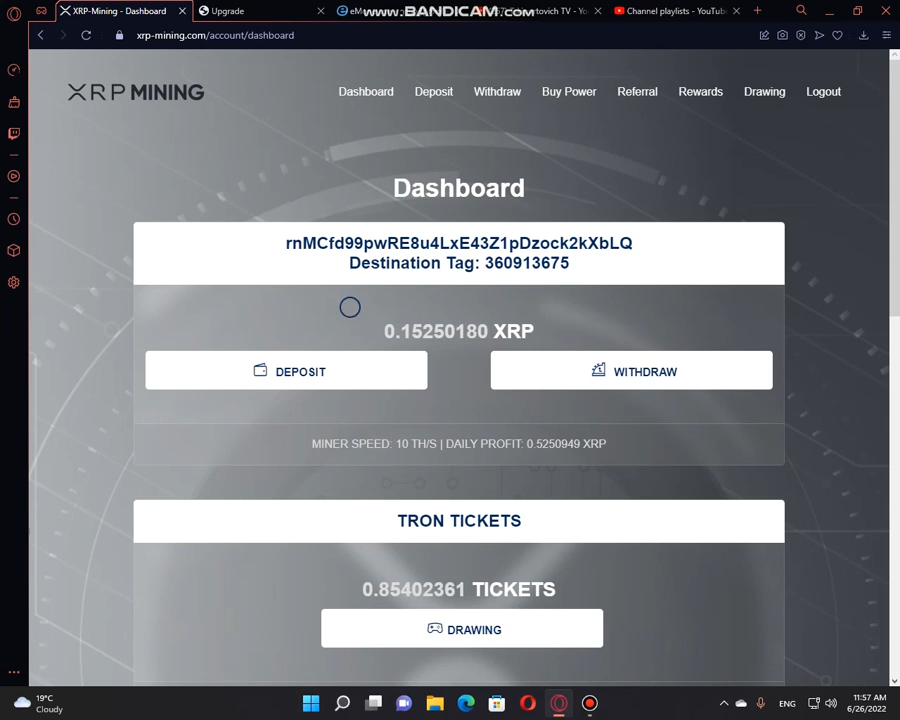 www.BANDICAM.com
XRP-Mining - Dashboard
Upgrade
Channel playlists - YouTub
xrp-mining.com/account/dashboard
XRP MINING
Dashboard
Deposit
Withdraw
Buy Power
Referral
Rewards
Drawing
Logout
Dashboard
rnMCfd99pwRE8u4LxE43Z1pDzock2kXbLQ
Destination Tag: 360913675
0.15250180 XRP
DEPOSIT
WITHDRAW
MINER SPEED: 10 TH/S | DAILY PROFIT: 0.5250949 XRP
TRON TICKETS
0.85402361 TICKETS
DRAWING
19°C
Cloudy
ENG
11:57 AM
6/26/2022